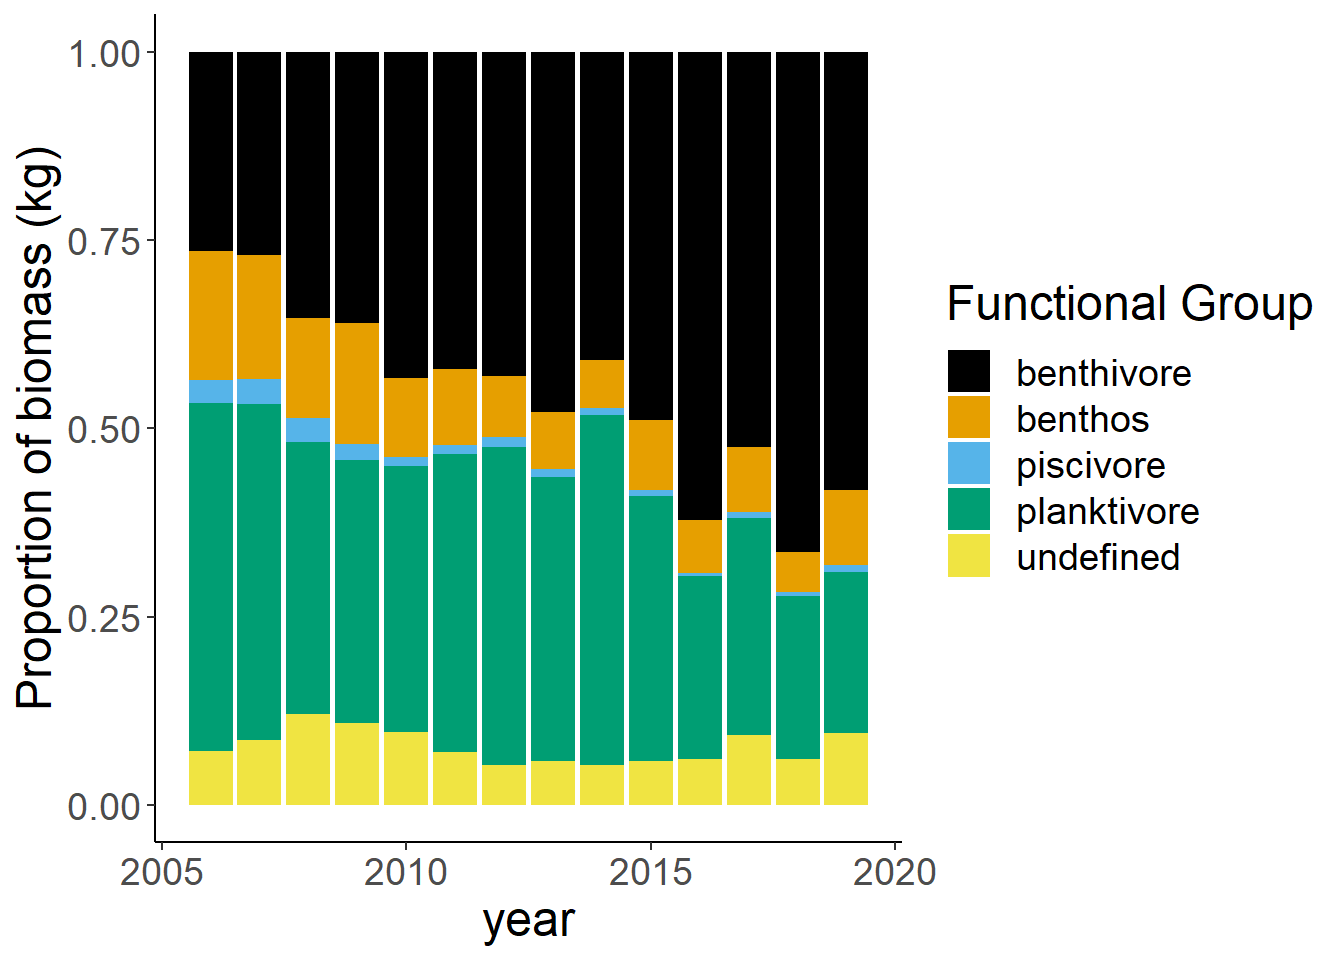 Proportion of biomass (kg)
1.00
0.75
0.50
0.25
0.00
2005 2010 2015 2020
year
Functional Group
benthivore
benthos
piscivore
planktivore
undefined